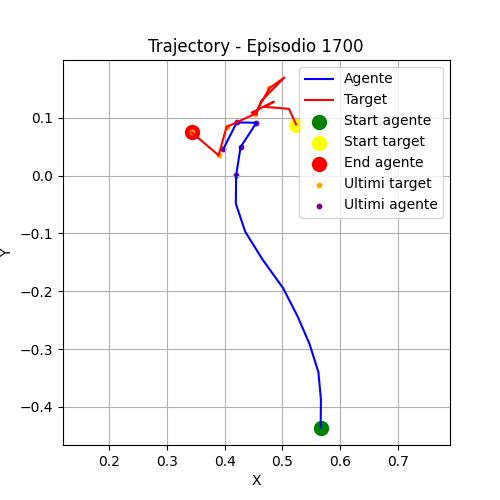 Trajectory - Episodio 1700
Agente
Target
Start agente
Start target
End agente
Ultimi target
Ultimi agente
0.1
0.0
−0.1
−0.2
−0.3
−0.4
Y
0.2 0.3 0.4 0.5 0.6 0.7
X